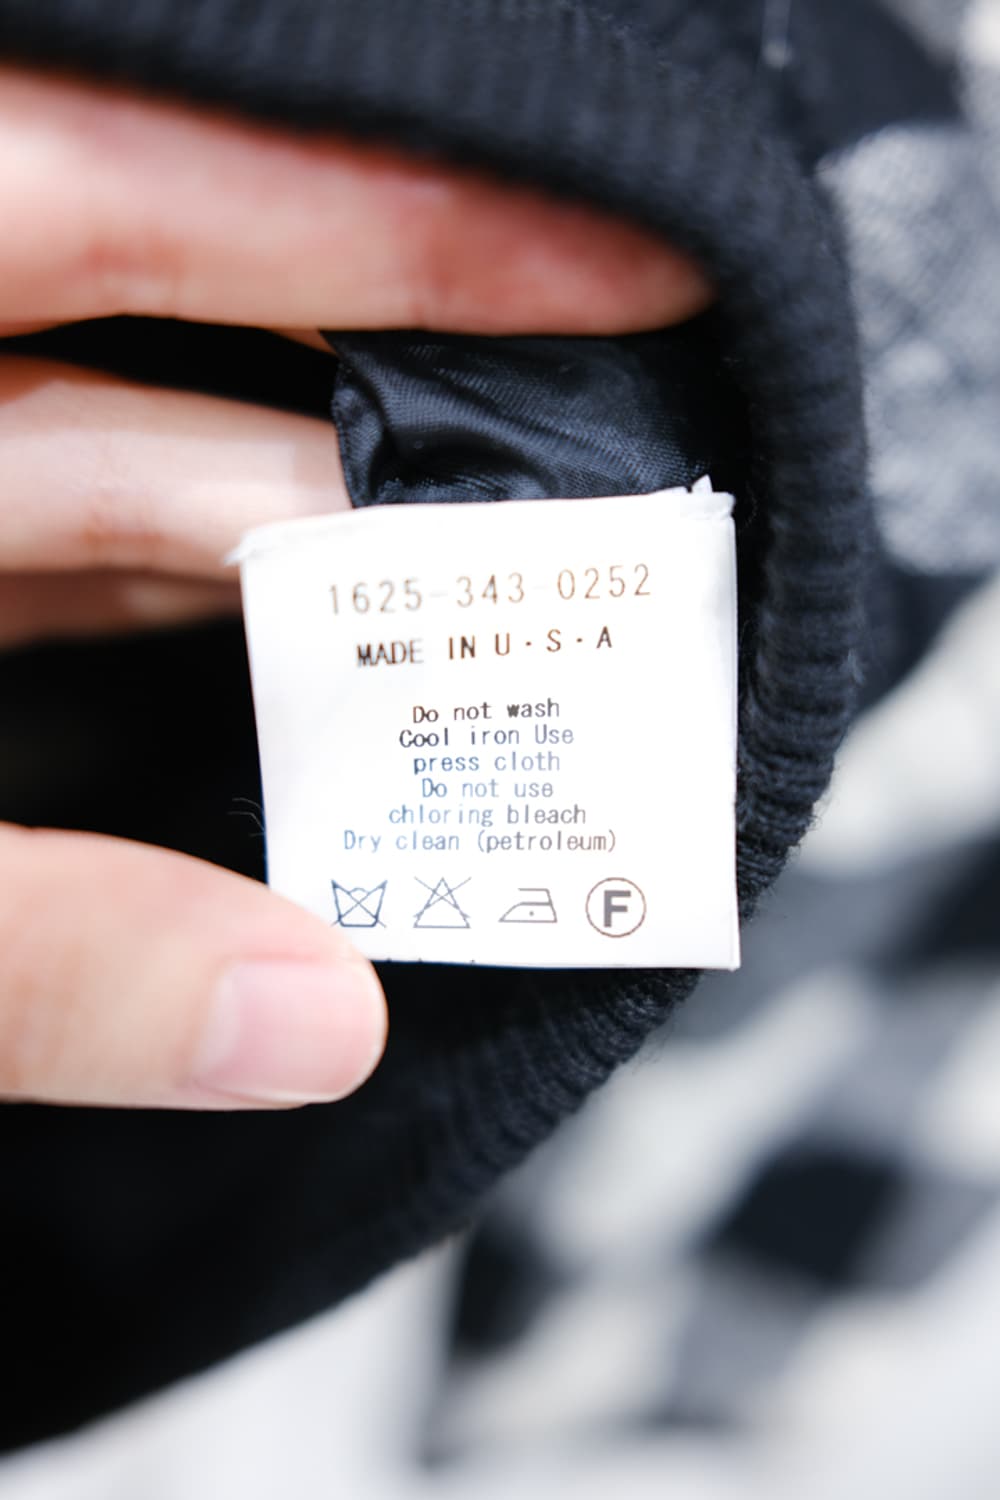 1625-343-0252
MADE IN U·S·A
Do not wash
Cool iron Use
press cloth
Do not use
chloring bleach
Dry clean (petroleum)
F